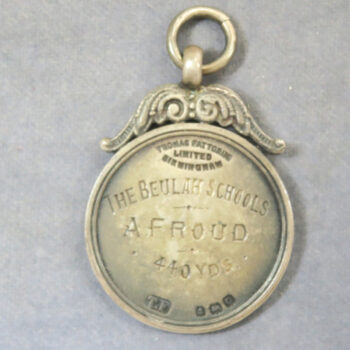 THOMAS FATTORINI
LIMITED
BIRMINGHAM
THE BEULAH SCHOOLS
A FROUD
440 YDS.
T.F